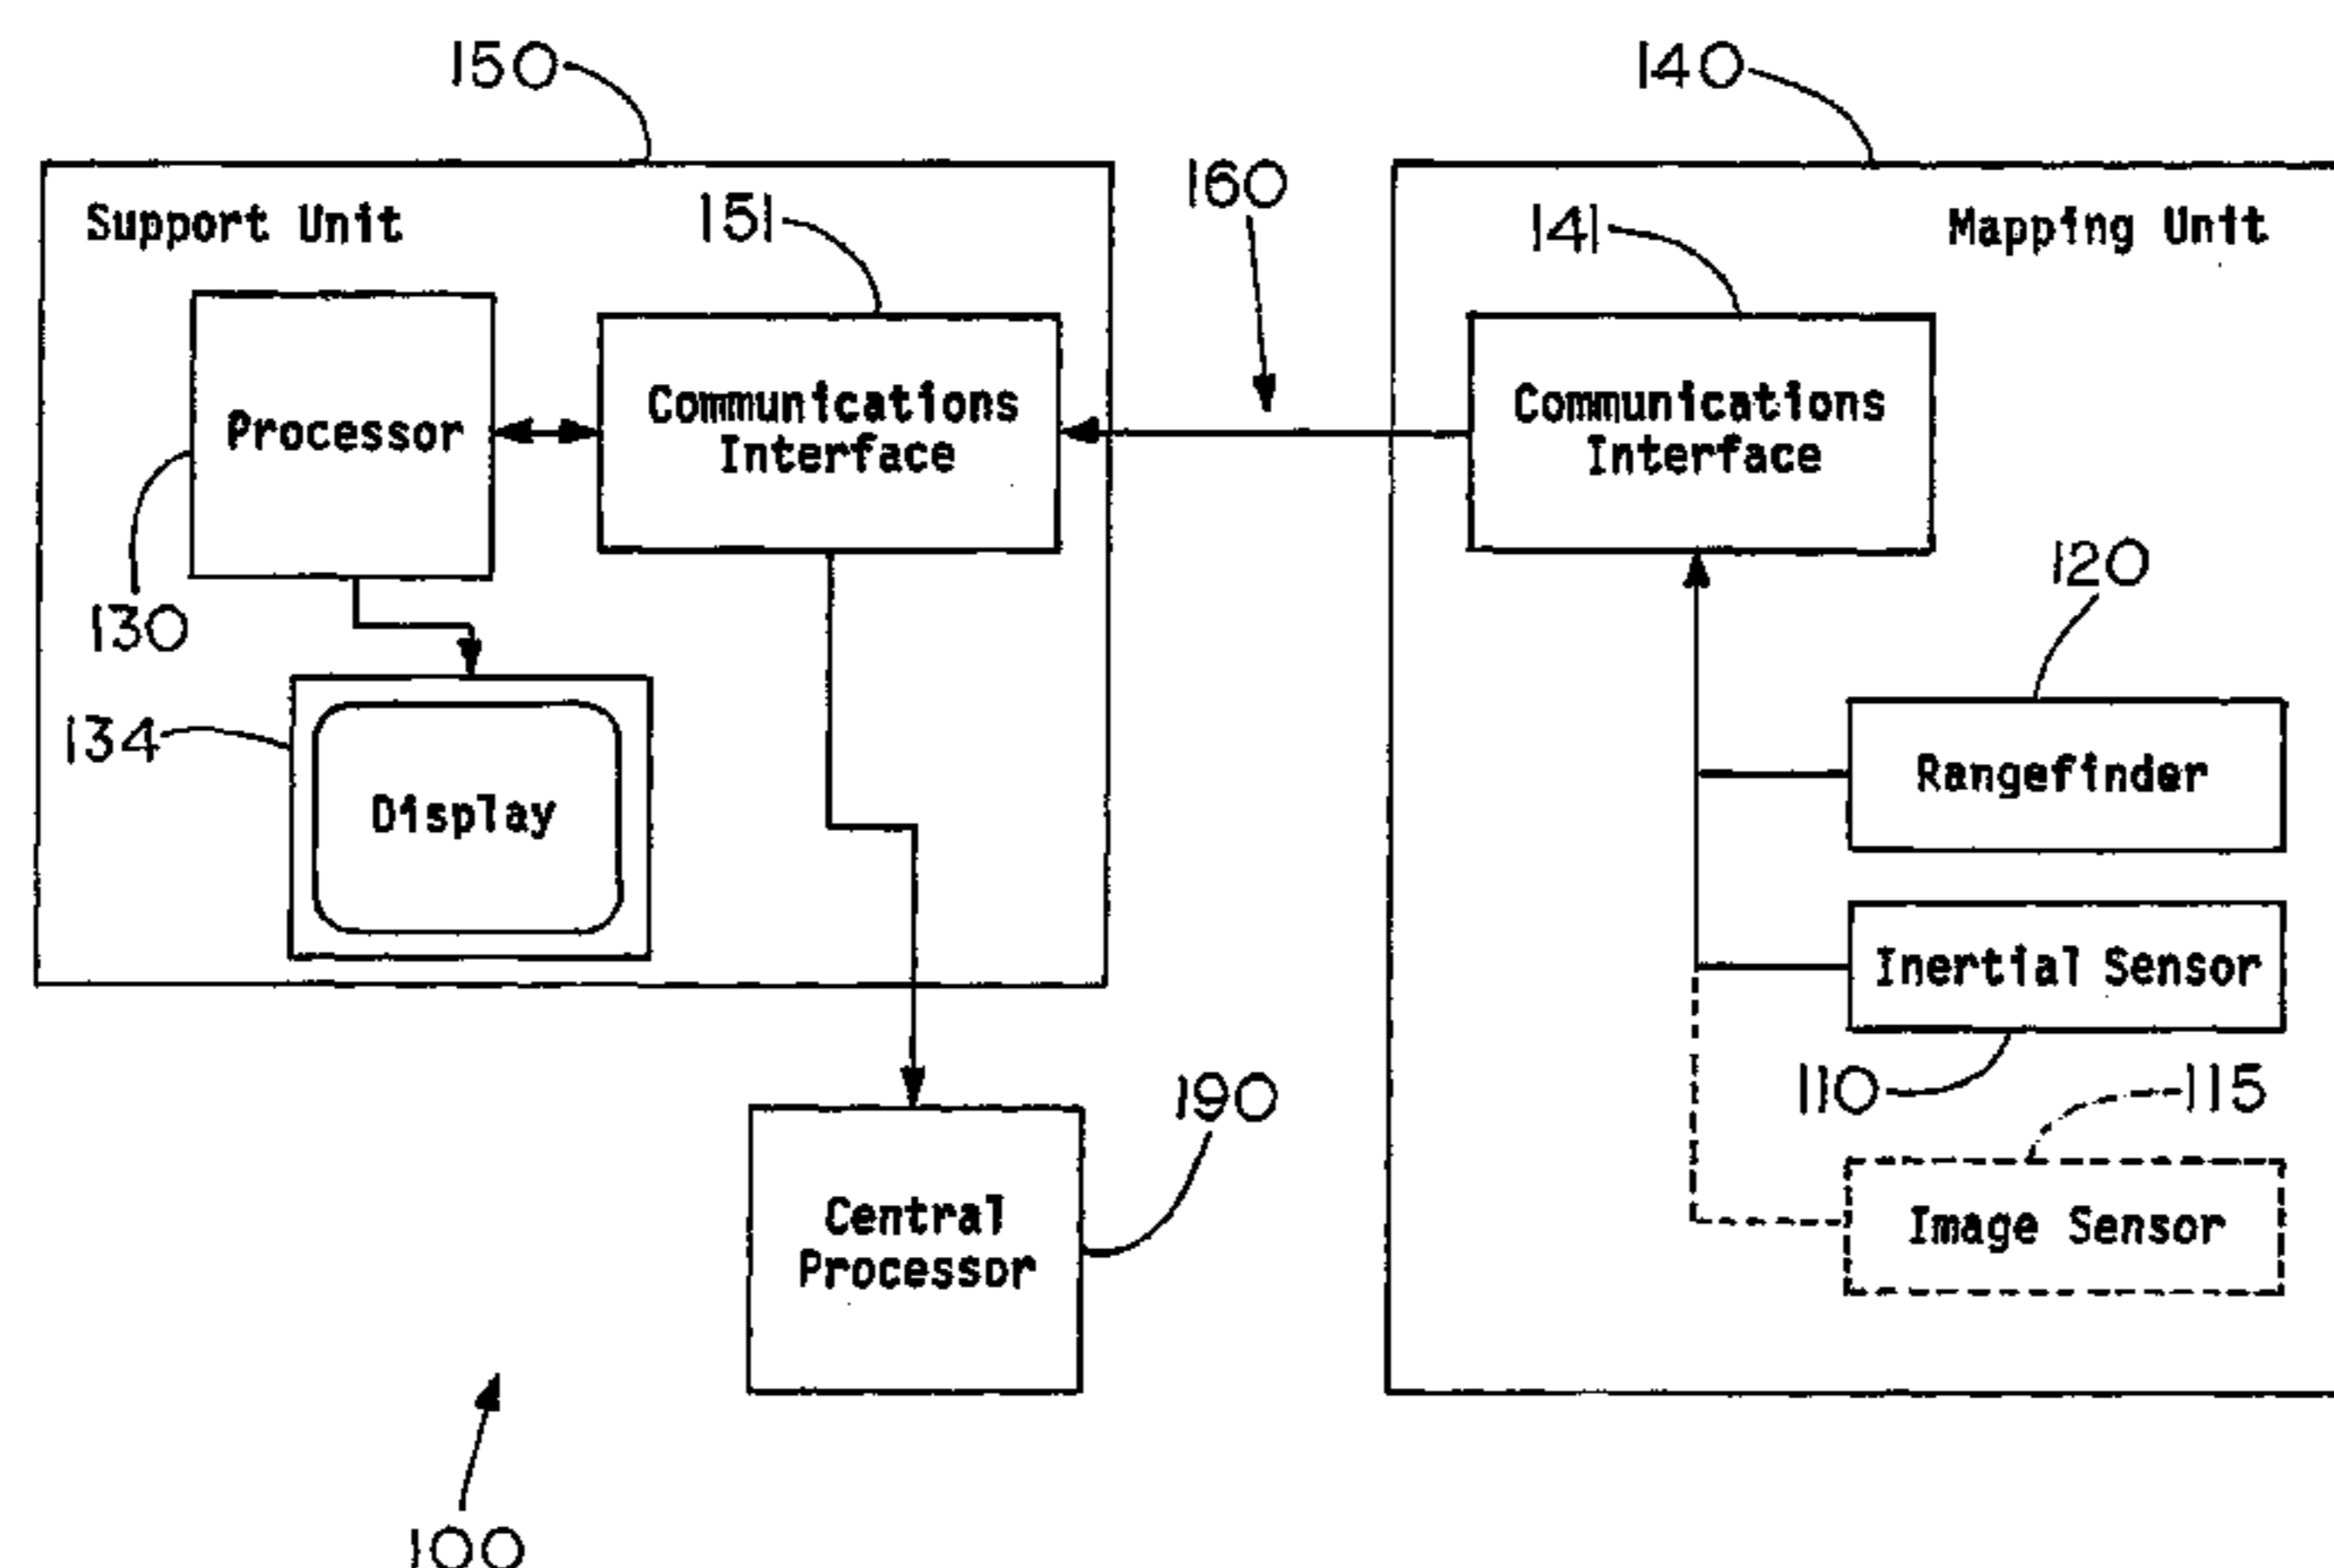 150
140
160
Support Unit
151
141
Mapping Unit
Processor
Communications
Interface
Communications
Interface
120
130
134
Display
Rangefinder
Inertial Sensor
110
115
190
Central
Processor
Image Sensor
100